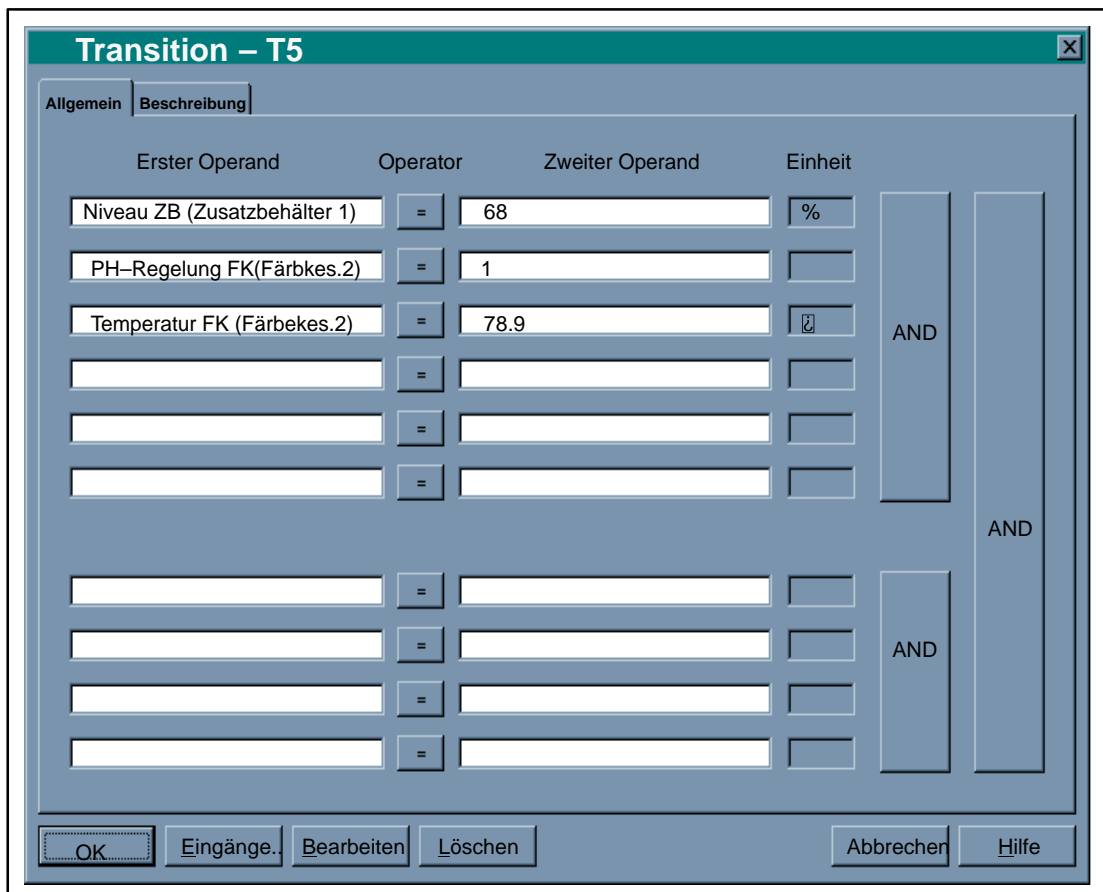 Transition – T5
Allgemein Beschreibung
Erster Operand Operator Zweiter Operand Einheit
Niveau ZB (Zusatzbehälter 1) = 68 %
PH–Regelung FK(Färbkes.2) = 1
Temperatur FK (Färbekes.2) = 78.9 ¿
AND
=
=
=
AND
=
=
AND
=
=
OK Eingänge.. Bearbeiten Löschen Abbrechen Hilfe